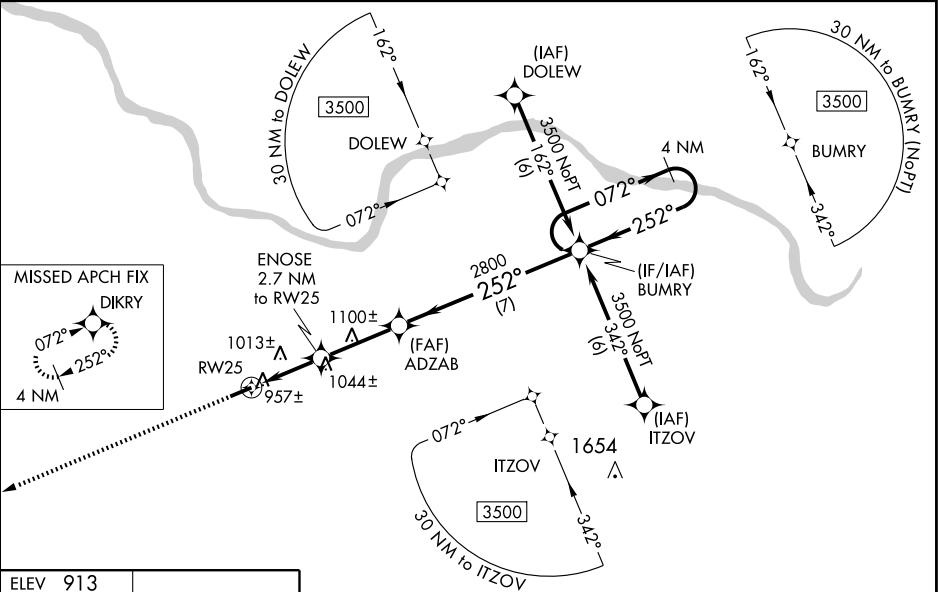 30 NM to DOLEW
162°
3500
DOLEW
072°
(IAF)
DOLEW
3500 NoPT
162°
(6)
4 NM
072°
252°
30 NM to BUMRY (NoPT)
162°
3500
BUMRY
342°
(IF/IAF)
BUMRY
2800
252°
(7)
ENOSE
2.7 NM
to RW25
1100±
1013±
(FAF)
ADZAB
RW25
1044±
957±
3500 NoPT
342°
(6)
(IAF)
ITZOV
MISSED APCH FIX
DIKRY
072°
252°
4 NM
072°
ITZOV
1654
3500
342°
30 NM to ITZOV
ELEV 913